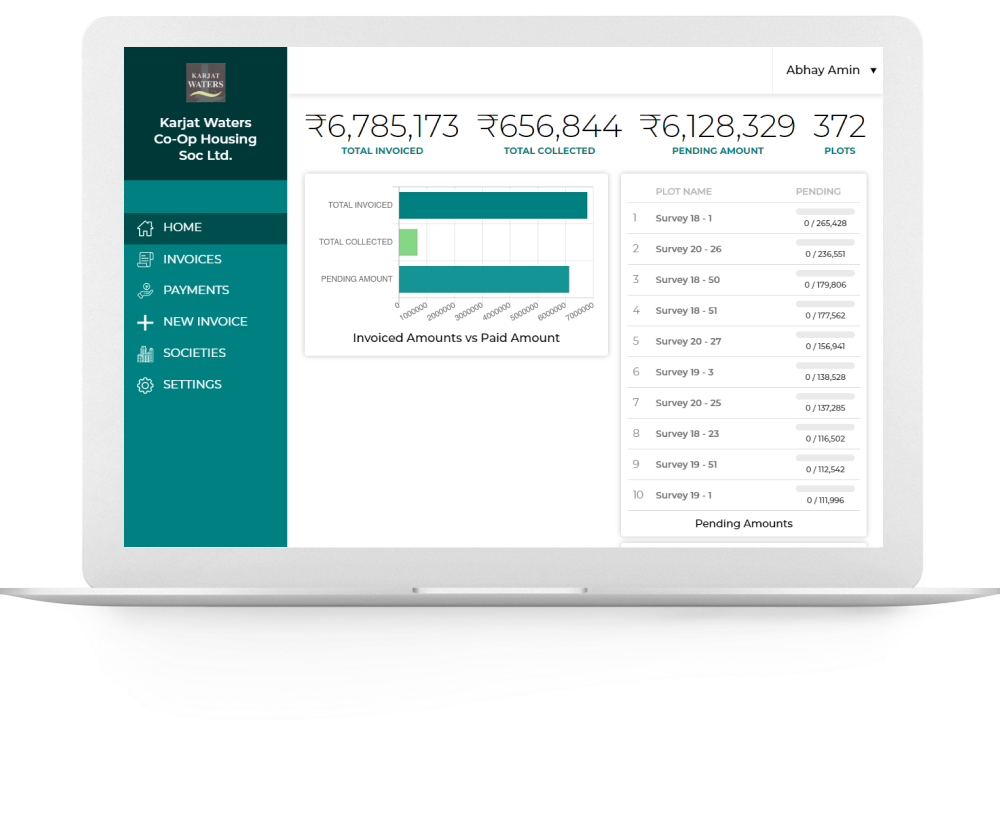 KARJAT
WATERS
Karjat Waters
Co-Op Housing
Soc Ltd.
HOME
INVOICES
PAYMENTS
NEW INVOICE
SOCIETIES
SETTINGS
Abhay Amin ▼
₹6,785,173 ₹656,844 ₹6,128,329 372
TOTAL INVOICED TOTAL COLLECTED PENDING AMOUNT PLOTS
TOTAL INVOICED
TOTAL COLLECTED
PENDING AMOUNT
0 1000000 2000000 3000000 4000000 5000000 6000000 7000000
Invoiced Amounts vs Paid Amount
PLOT NAME PENDING
1 Survey 18 - 1 0 / 265,428
2 Survey 20 - 26 0 / 236,551
3 Survey 18 - 50 0 / 179,806
4 Survey 18 - 51 0 / 177,562
5 Survey 20 - 27 0 / 156,941
6 Survey 19 - 3 0 / 138,528
7 Survey 20 - 25 0 / 137,285
8 Survey 18 - 23 0 / 116,502
9 Survey 19 - 51 0 / 112,542
10 Survey 19 - 1 0 / 111,996
Pending Amounts